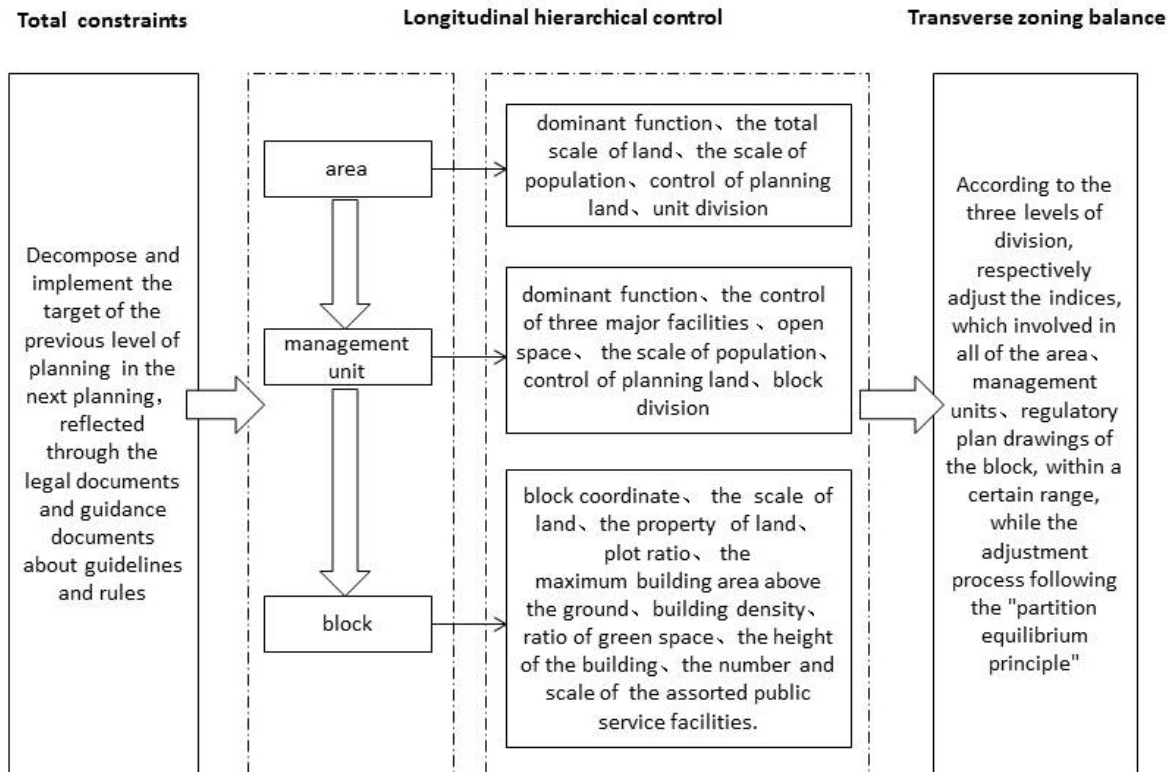 Total constraints
Longitudinal hierarchical control
Transverse zoning balance
Decompose and
implement the
target of the
previous level of
planning in the
next planning,
reflected
through the
legal documents
and guidance
documents
about guidelines
and rules
area
management
unit
block
dominant function、the total
scale of land、the scale of
population、control of planning
land、unit division
dominant function、the control
of three major facilities 、open
space、 the scale of population、
control of planning land、block
division
block coordinate、 the scale of
land、the property of land、
plot ratio、 the
maximum building area above
the ground、building density、
ratio of green space、the height
of the building、the number and
scale of the assorted public
service facilities.
According to the
three levels of
division,
respectively
adjust the indices,
which involved in
all of the area、
management
units、regulatory
plan drawings of
the block, within a
certain range,
while the
adjustment
process following
the "partition
equilibrium
principle"